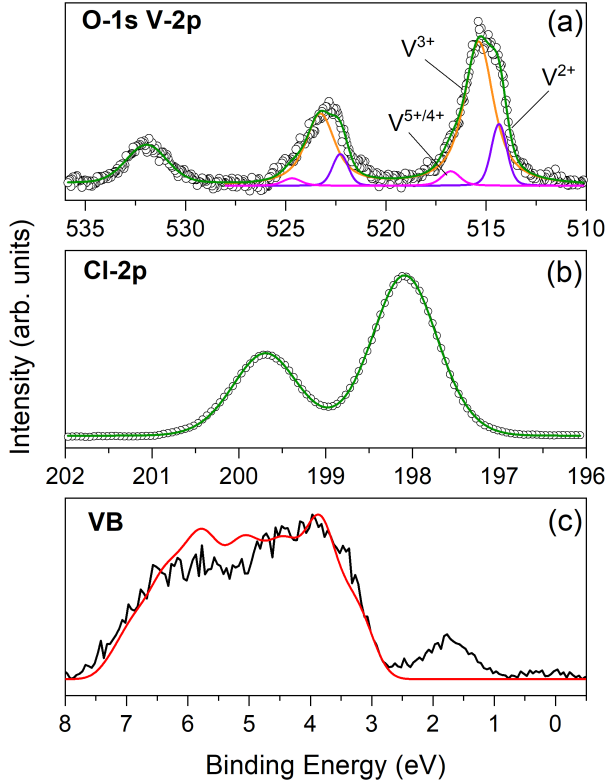 O-1s V-2p
(a)
V3+
V2+
V5+/4+
535 530 525 520 515 510
Cl-2p
(b)
Intensity (arb. units)
202 201 200 199 198 197 196
VB
(c)
8 7 6 5 4 3 2 1 0
Binding Energy (eV)